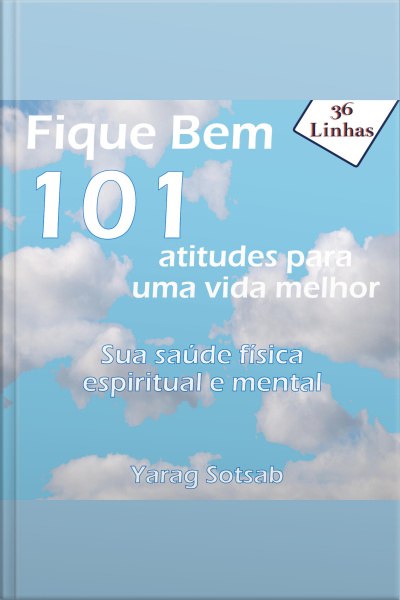 36
Linhas
Fique Bem
101
atitudes para
uma vida melhor
Sua saúde física
espiritual e mental
Yarag Sotsab